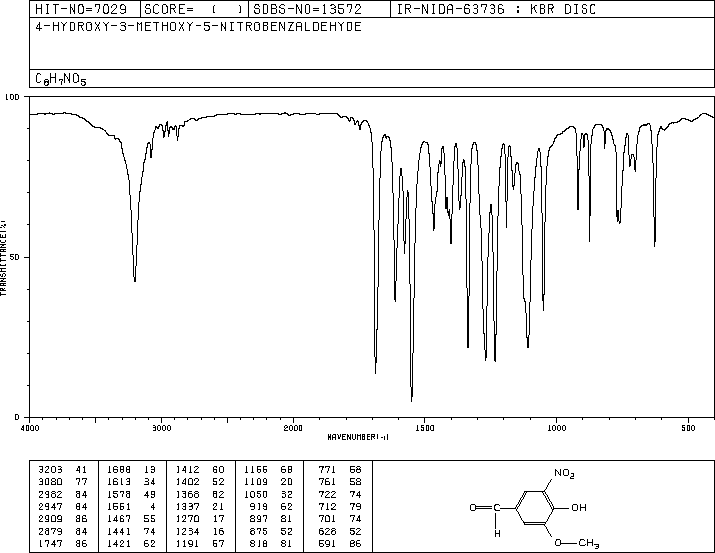 HIT-NO=7029 SCORE= ( ) SDBS-NO=13572 IR-NIDA-63736 : KBR DISC
4-HYDROXY-3-METHOXY-5-NITROBENZALDEHYDE
C8H7NO5
100
50
0
TRANSMITTANCE(%)
4000 3000 2000 1500 1000 500
WAVENUMBER(-1)
3203 41 1688 13 1412 60 1166 68 771 58
3080 77 1613 34 1402 52 1109 20 761 58
2982 84 1578 49 1368 62 1050 32 722 74
2947 84 1551 4 1337 21 919 62 712 79
2909 86 1467 55 1270 17 897 81 701 74
2879 84 1441 74 1234 16 875 52 628 52
1747 86 1421 62 1191 57 818 81 591 86
NO2
O C OH
H O CH3